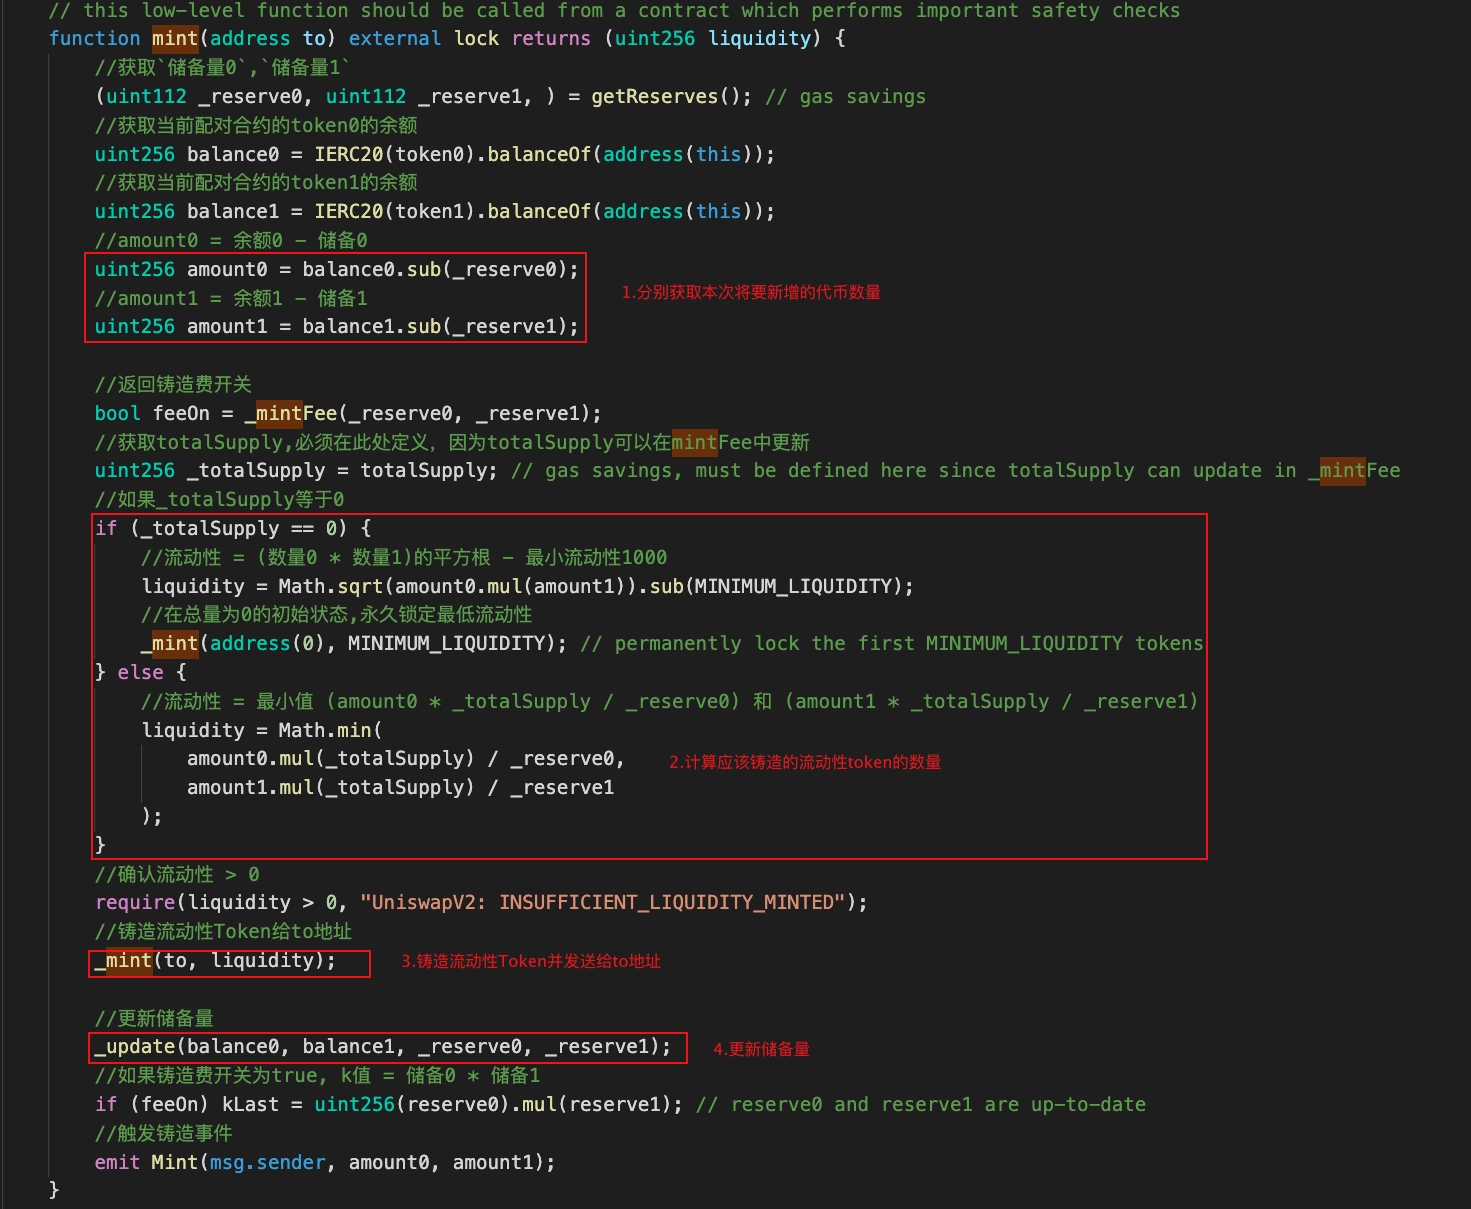 // this low-level function should be called from a contract which performs important safety checks
function mint(address to) external lock returns (uint256 liquidity) {
//获取`储备量0`,`储备量1`
(uint112 _reserve0, uint112 _reserve1, ) = getReserves(); // gas savings
//获取当前配对合约的token0的余额
uint256 balance0 = IERC20(token0).balanceOf(address(this));
//获取当前配对合约的token1的余额
uint256 balance1 = IERC20(token1).balanceOf(address(this));
//amount0 = 余额0 - 储备0
uint256 amount0 = balance0.sub(_reserve0);
//amount1 = 余额1 - 储备1
1.分别获取本次将要新增的代币数量
uint256 amount1 = balance1.sub(_reserve1);
//返回铸造费开关
bool feeOn = _mintFee(_reserve0, _reserve1);
//获取totalSupply,必须在此处定义，因为totalSupply可以在mintFee中更新
uint256 _totalSupply = totalSupply; // gas savings, must be defined here since totalSupply can update in _mintFee
//如果_totalSupply等于0
if (_totalSupply == 0) {
//流动性 = (数量0 * 数量1)的平方根 - 最小流动性1000
liquidity = Math.sqrt(amount0.mul(amount1)).sub(MINIMUM_LIQUIDITY);
//在总量为0的初始状态,永久锁定最低流动性
_mint(address(0), MINIMUM_LIQUIDITY); // permanently lock the first MINIMUM_LIQUIDITY tokens
} else {
//流动性 = 最小值 (amount0 * _totalSupply / _reserve0) 和 (amount1 * _totalSupply / _reserve1)
liquidity = Math.min(
amount0.mul(_totalSupply) / _reserve0,
2.计算应该铸造的流动性token的数量
amount1.mul(_totalSupply) / _reserve1
);
}
//确认流动性 > 0
require(liquidity > 0, "UniswapV2: INSUFFICIENT_LIQUIDITY_MINTED");
//铸造流动性Token给to地址
_mint(to, liquidity);
3.铸造流动性Token并发送给to地址
//更新储备量
_update(balance0, balance1, _reserve0, _reserve1);
4.更新储备量
//如果铸造费开关为true, k值 = 储备0 * 储备1
if (feeOn) kLast = uint256(reserve0).mul(reserve1); // reserve0 and reserve1 are up-to-date
//触发铸造事件
emit Mint(msg.sender, amount0, amount1);
}